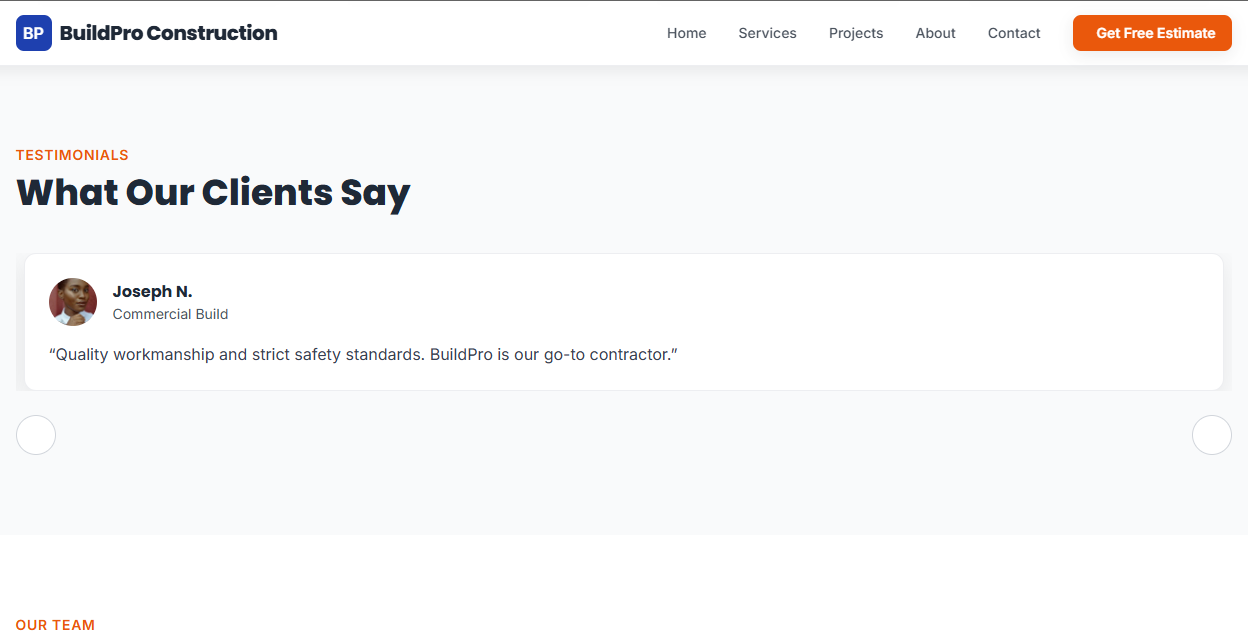 BP BuildPro Construction Home Services Projects About Contact Get Free Estimate
TESTIMONIALS
What Our Clients Say
Joseph N.
Commercial Build
“Quality workmanship and strict safety standards. BuildPro is our go-to contractor.”
OUR TEAM